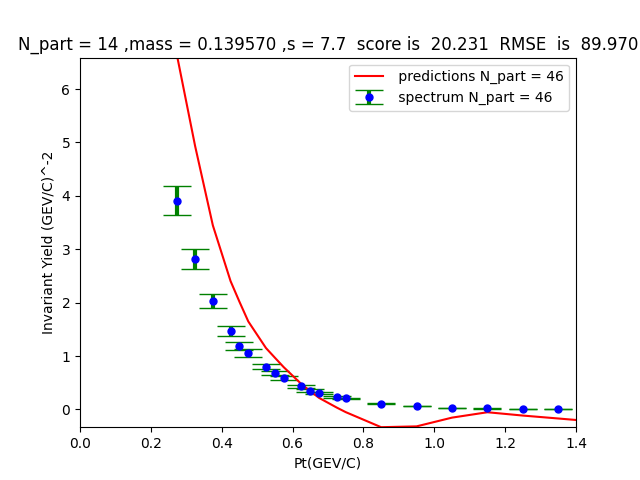 N_part = 14 ,mass = 0.139570 ,s = 7.7  score is  20.231  RMSE  is  89.970
predictions N_part = 46
spectrum N_part = 46
Invariant Yield (GEV/C)^-2
6
5
4
3
2
1
0
0.0 0.2 0.4 0.6 0.8 1.0 1.2 1.4
Pt(GEV/C)